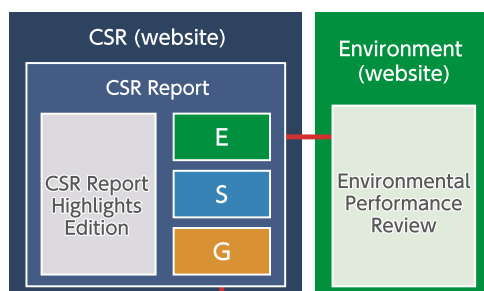 CSR (website)
CSR Report
CSR Report
Highlights
Edition
E
S
G
Environment
(website)
Environmental
Performance
Review